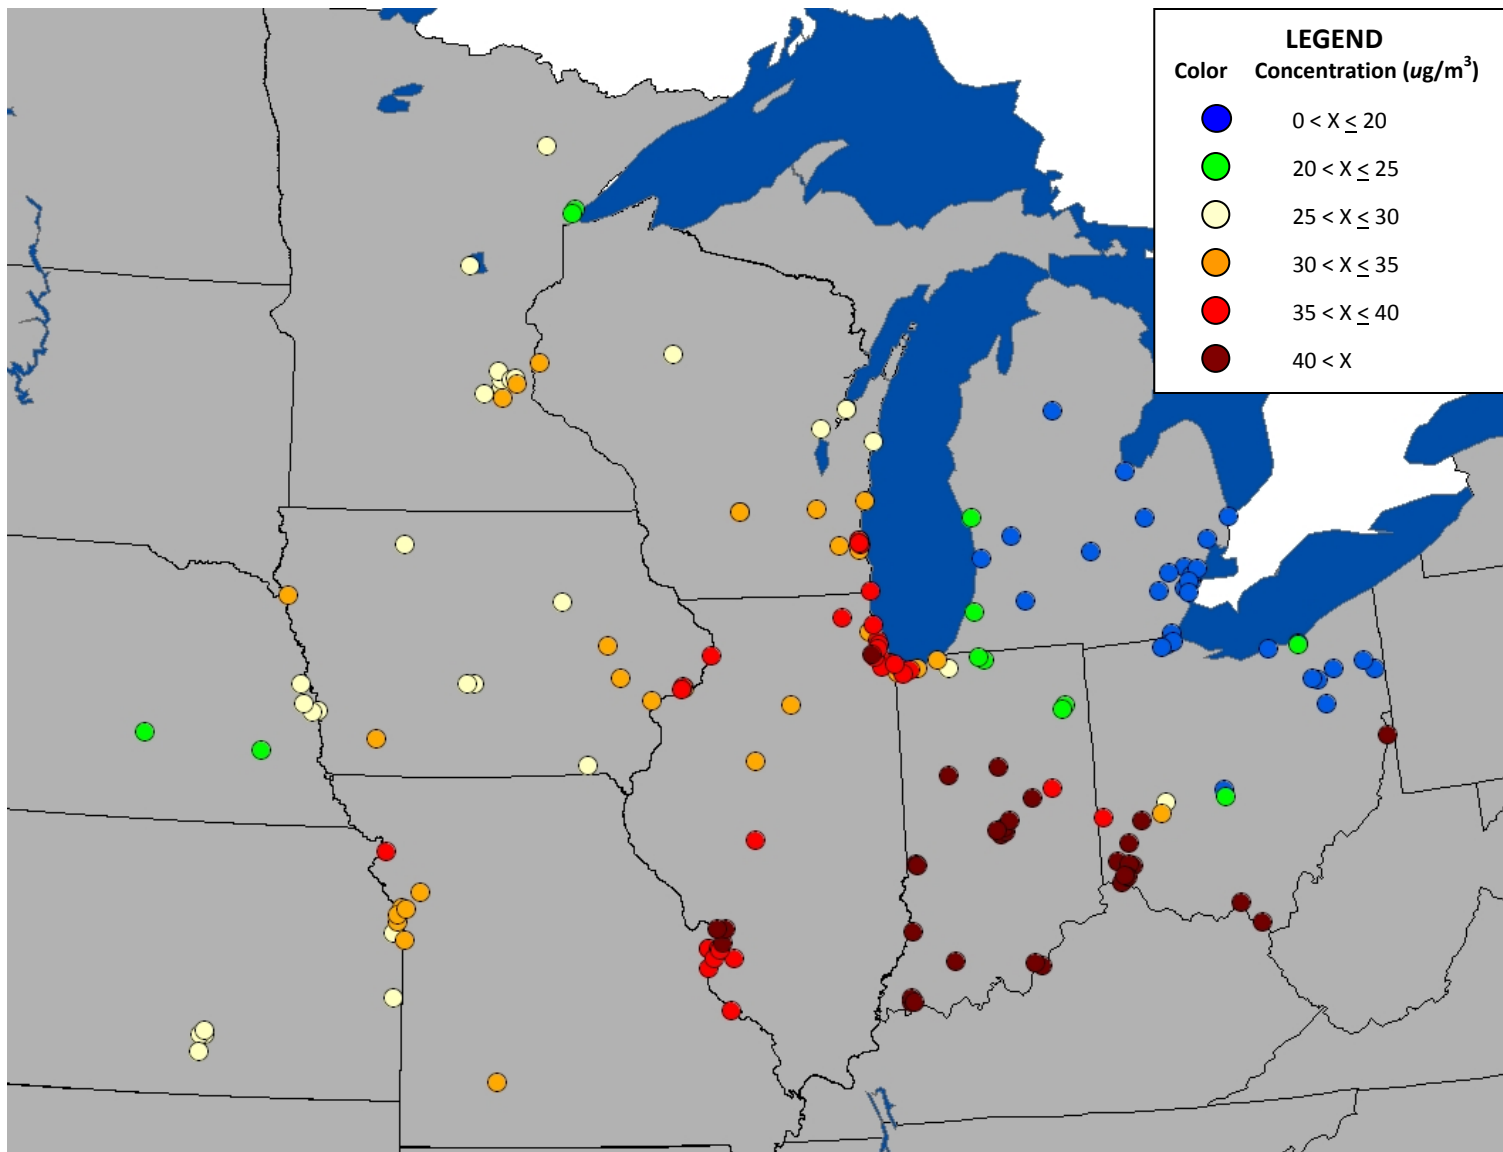 LEGEND
Color Concentration (ug/m³)
0 < X ≤ 20
20 < X ≤ 25
25 < X ≤ 30
30 < X ≤ 35
35 < X ≤ 40
40 < X